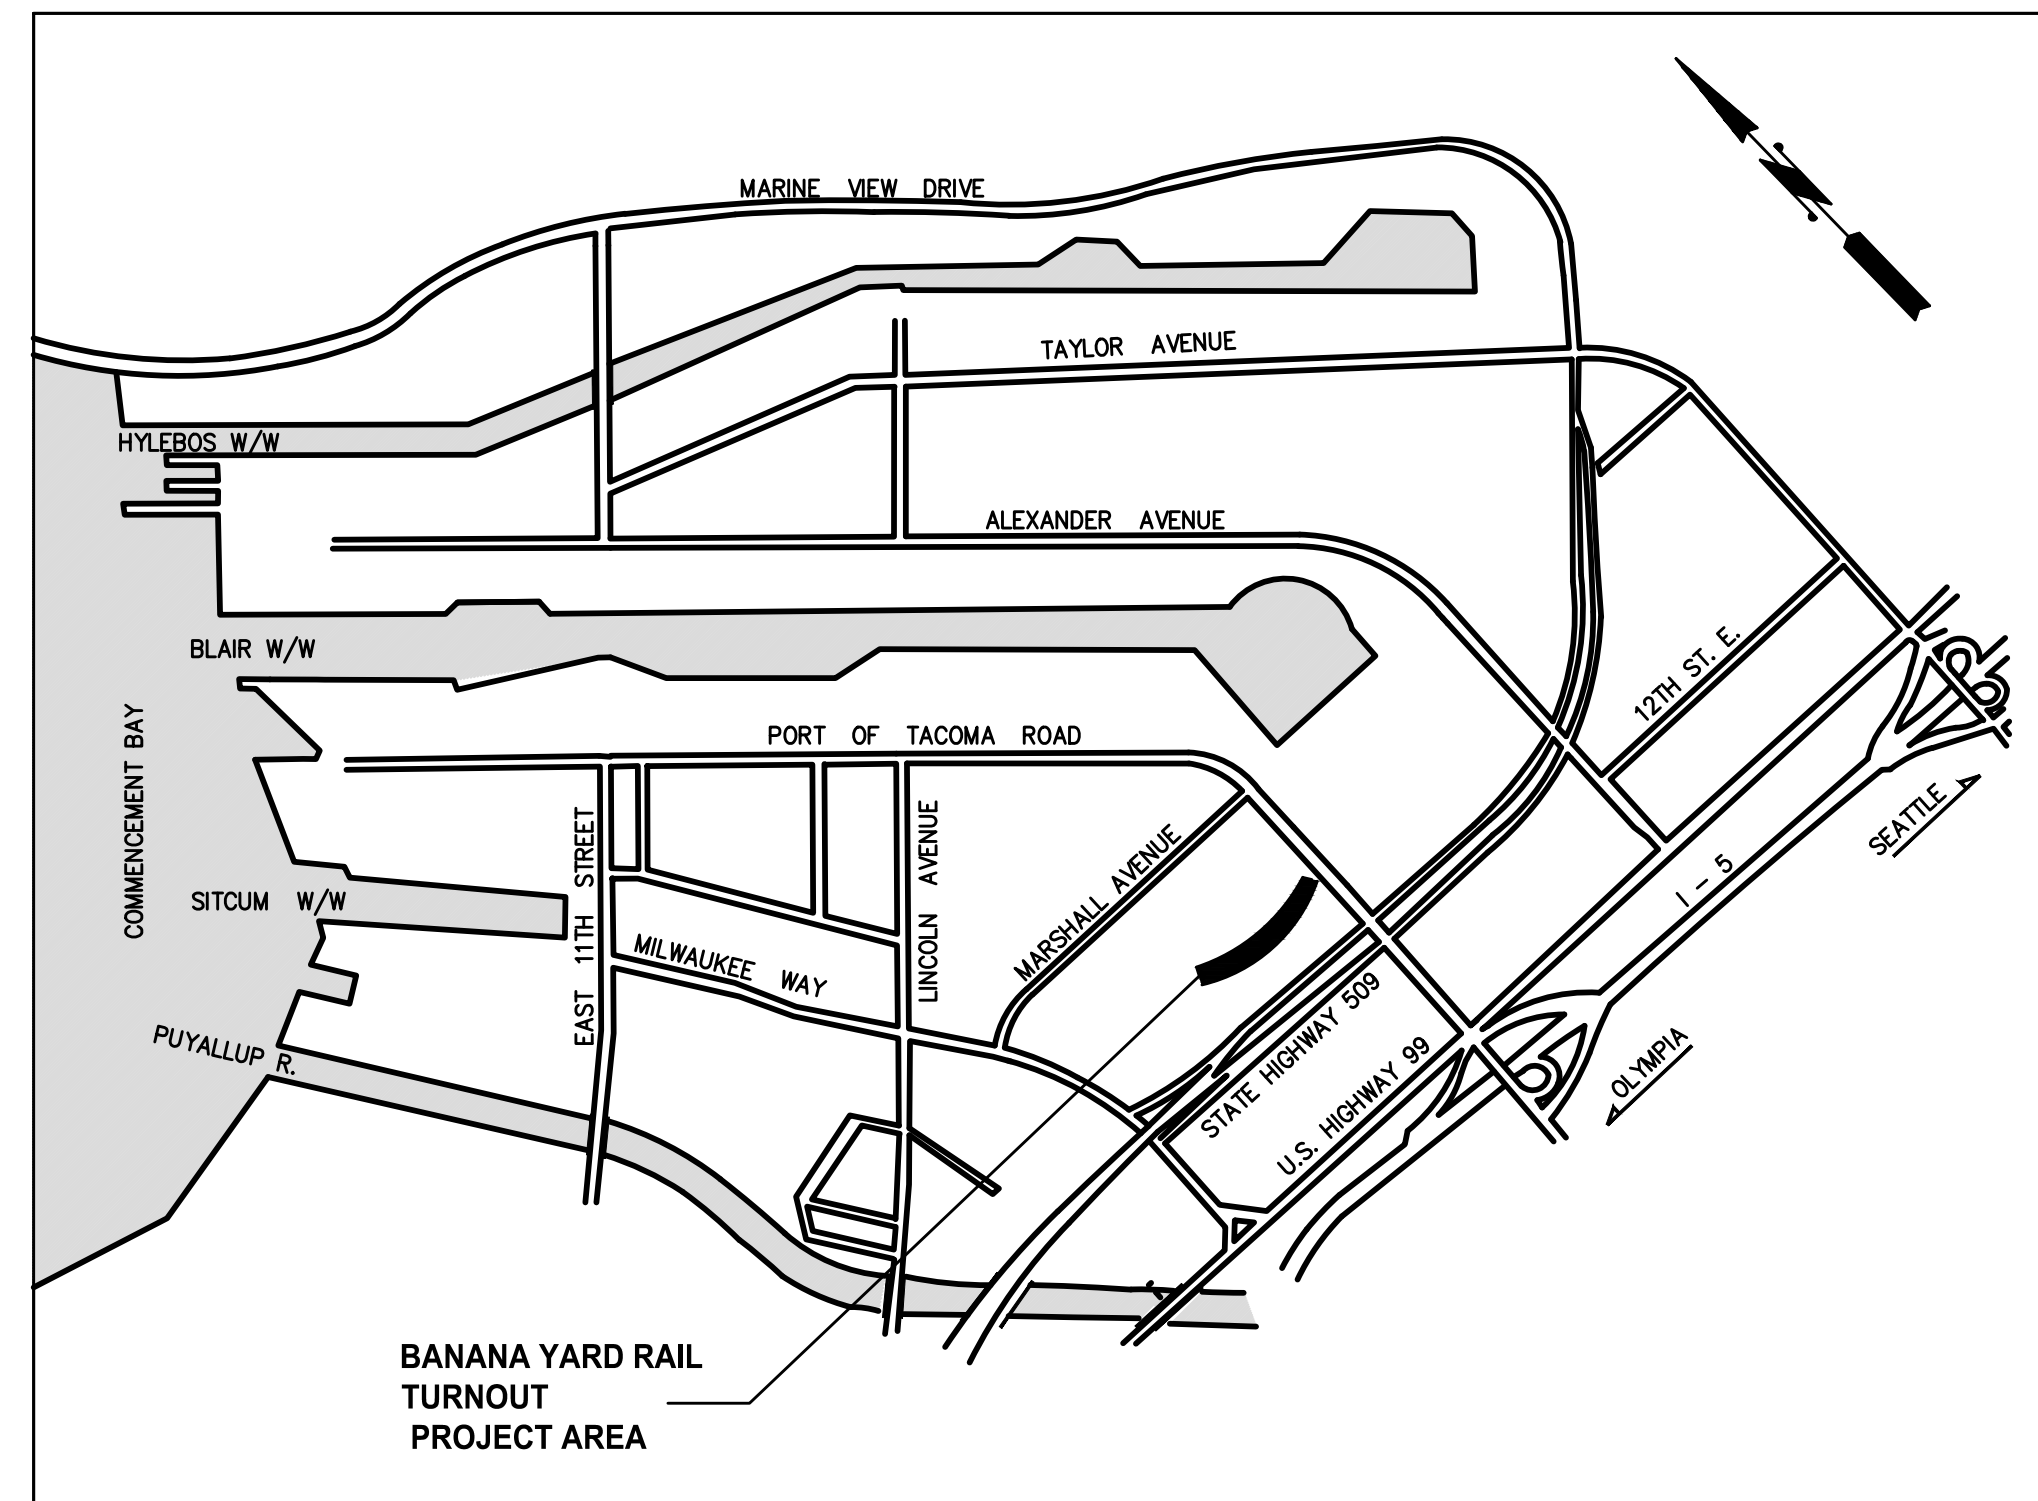 MARINE VIEW DRIVE
TAYLOR AVENUE
HYLEBOS W/W
ALEXANDER AVENUE
BLAIR W/W
12TH ST. E.
COMMENCEMENT BAY
PORT OF TACOMA ROAD
SEATTLE
EAST 11TH STREET
LINCOLN AVENUE
MARSHALL AVENUE
I - 5
SITCUM W/W
MILWAUKEE WAY
STATE HIGHWAY 509
PUYALLUP R.
U.S. HIGHWAY 99
OLYMPIA
BANANA YARD RAIL
TURNOUT
PROJECT AREA